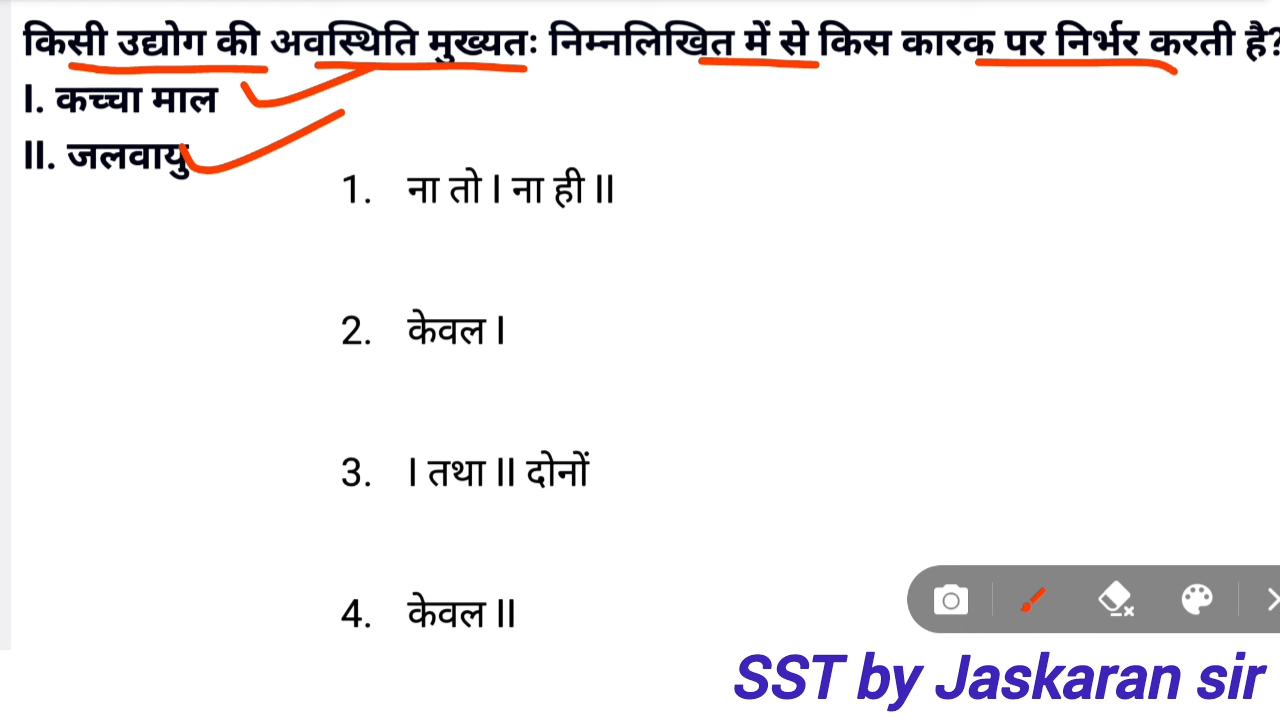 किसी उद्योग की अवस्थिति मुख्यतः निम्नलिखित में से किस कारक पर निर्भर करती है?
I. कच्चा माल
II. जलवायु
1. ना तो I ना ही II
2. केवल I
3. I तथा II दोनों
4. केवल II
SST by Jaskaran sir